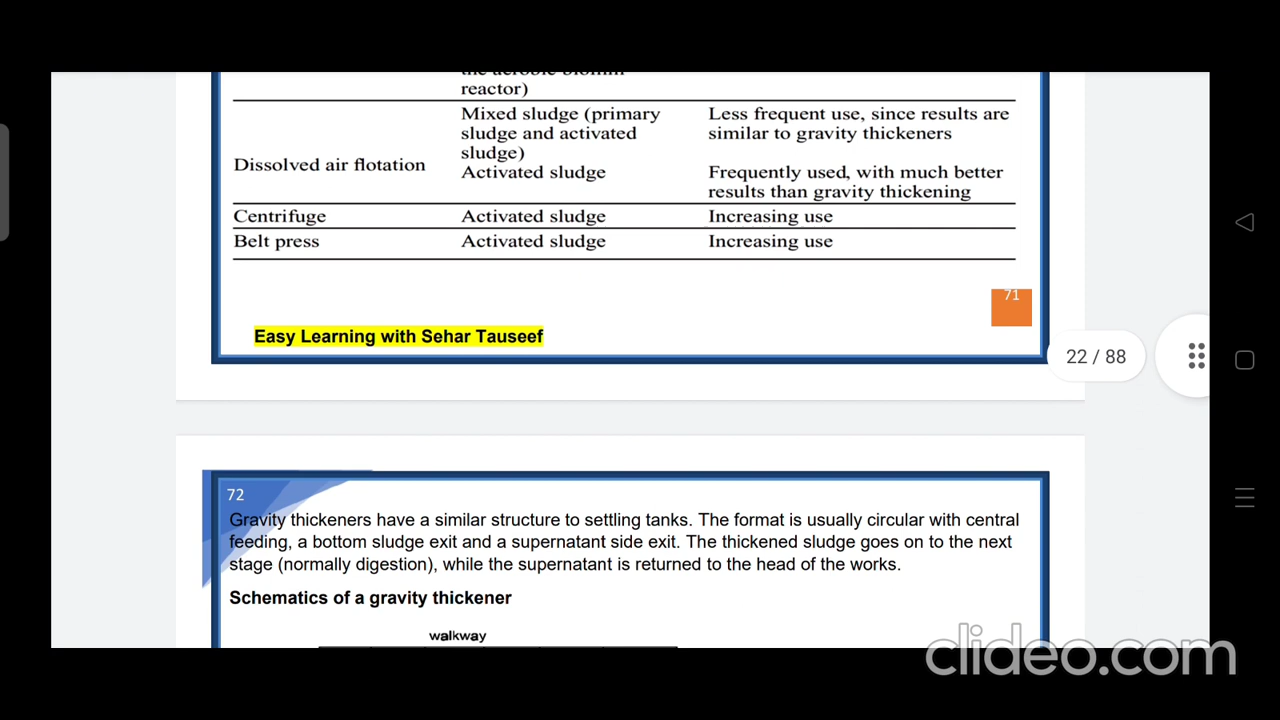 the aerobic biofilm
reactor)
Mixed sludge (primary
sludge and activated
sludge)
Less frequent use, since results are
similar to gravity thickeners
Dissolved air flotation
Activated sludge
Frequently used, with much better
results than gravity thickening
Centrifuge Activated sludge Increasing use
Belt press Activated sludge Increasing use
71
Easy Learning with Sehar Tauseef
22 / 88
72
Gravity thickeners have a similar structure to settling tanks. The format is usually circular with central
feeding, a bottom sludge exit and a supernatant side exit. The thickened sludge goes on to the next
stage (normally digestion), while the supernatant is returned to the head of the works.
Schematics of a gravity thickener
walkway
clideo.com